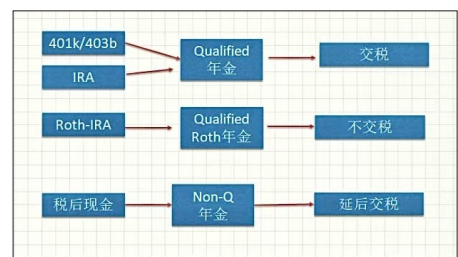 401k/403b
IRA
Qualified
年金
交税
Roth-IRA
Qualified
Roth年金
不交税
税后现金
Non-Q
年金
延后交税